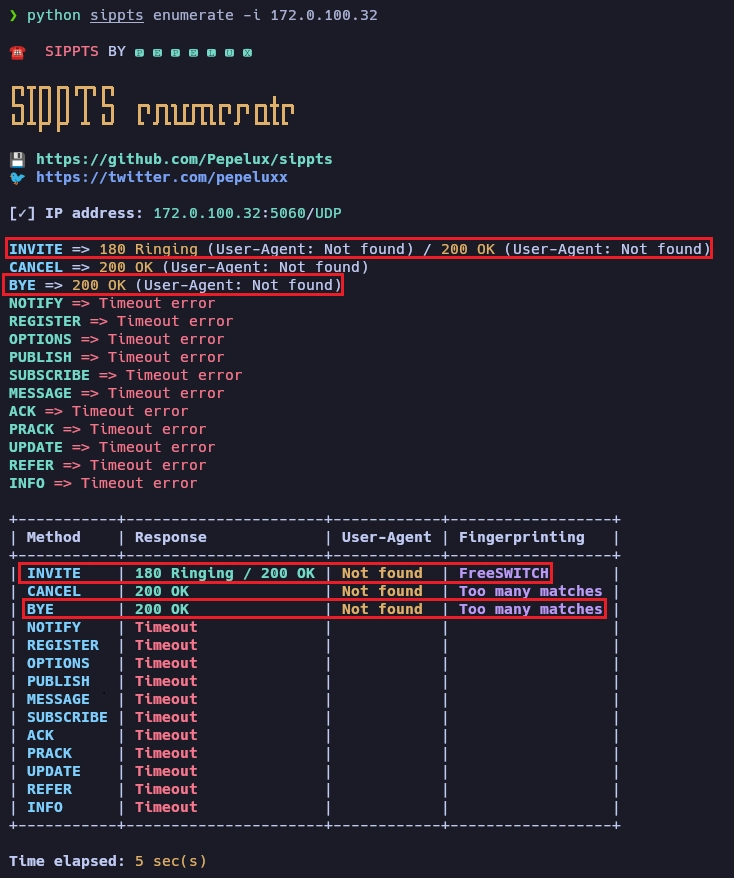 ❯ python sippts enumerate -i 172.0.100.32
☎ SIPPTS BY 🅿 🅴 🅿 🅴 🅻 🆄 🆇
SIPPTS enumerate
💾 https://github.com/Pepelux/sippts
🐦 https://twitter.com/pepeluxx
[✓] IP address: 172.0.100.32:5060/UDP
INVITE => 180 Ringing (User-Agent: Not found) / 200 OK (User-Agent: Not found)
CANCEL => 200 OK (User-Agent: Not found)
BYE => 200 OK (User-Agent: Not found)
NOTIFY => Timeout error
REGISTER => Timeout error
OPTIONS => Timeout error
PUBLISH => Timeout error
SUBSCRIBE => Timeout error
MESSAGE => Timeout error
ACK => Timeout error
PRACK => Timeout error
UPDATE => Timeout error
REFER => Timeout error
INFO => Timeout error
+-----------+----------------------+------------+------------------+
| Method    | Response             | User-Agent | Fingerprinting   |
+-----------+----------------------+------------+------------------+
| INVITE    | 180 Ringing / 200 OK | Not found  | FreeSWITCH       |
| CANCEL    | 200 OK               | Not found  | Too many matches |
| BYE       | 200 OK               | Not found  | Too many matches |
| NOTIFY    | Timeout              |            |                  |
| REGISTER  | Timeout              |            |                  |
| OPTIONS   | Timeout              |            |                  |
| PUBLISH   | Timeout              |            |                  |
| MESSAGE   | Timeout              |            |                  |
| SUBSCRIBE | Timeout              |            |                  |
| ACK       | Timeout              |            |                  |
| PRACK     | Timeout              |            |                  |
| UPDATE    | Timeout              |            |                  |
| REFER     | Timeout              |            |                  |
| INFO      | Timeout              |            |                  |
+-----------+----------------------+------------+------------------+
Time elapsed: 5 sec(s)